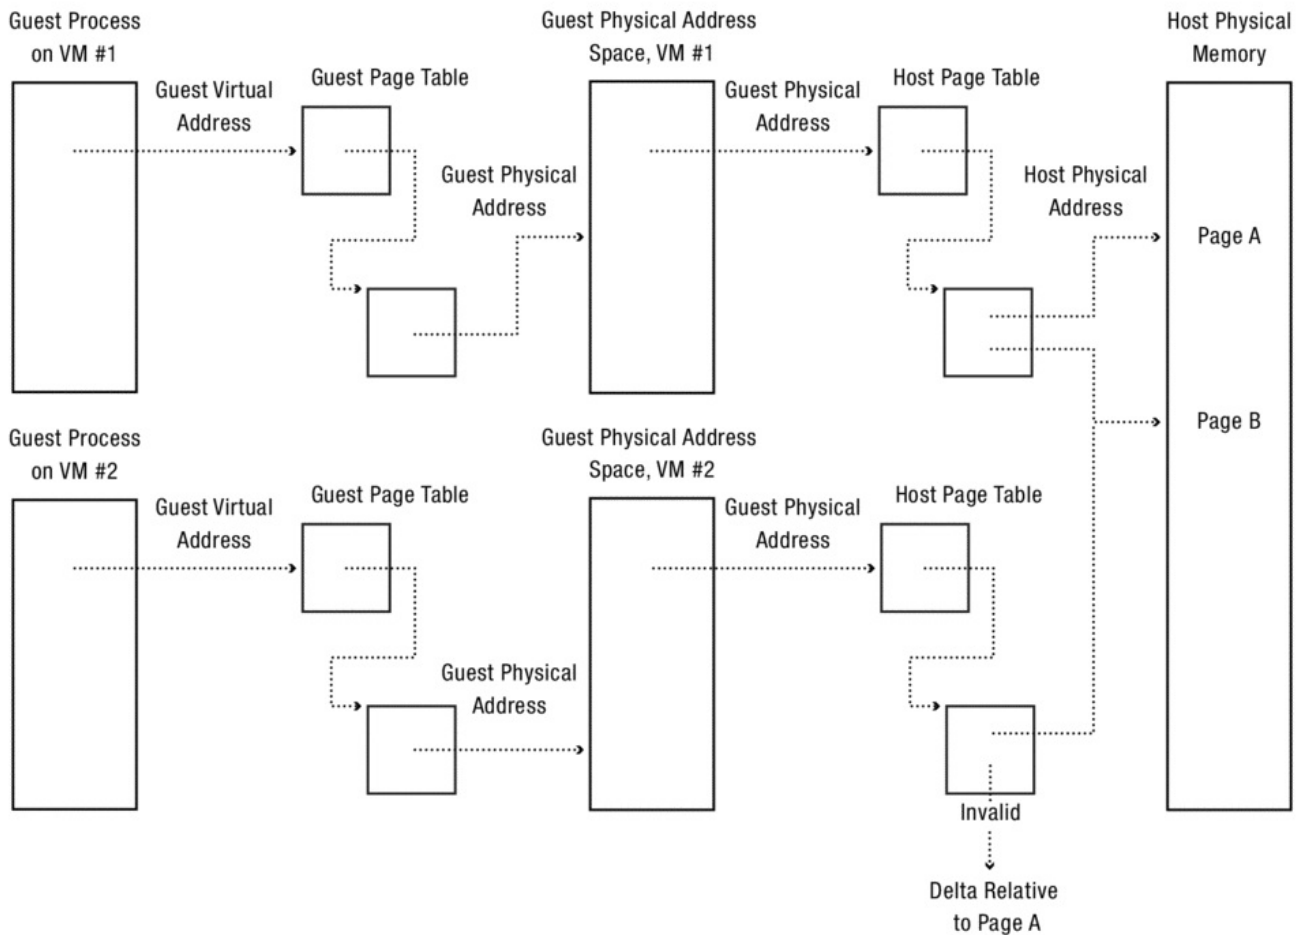 Guest Process
on VM #1
Guest Virtual
Address
Guest Page Table
Guest Physical
Address
Guest Physical Address
Space, VM #1
Guest Physical
Address
Host Page Table
Host Physical
Address
Host Physical
Memory
Page A
Page B
Guest Process
on VM #2
Guest Virtual
Address
Guest Page Table
Guest Physical
Address
Guest Physical Address
Space, VM #2
Guest Physical
Address
Host Page Table
Invalid
Delta Relative
to Page A